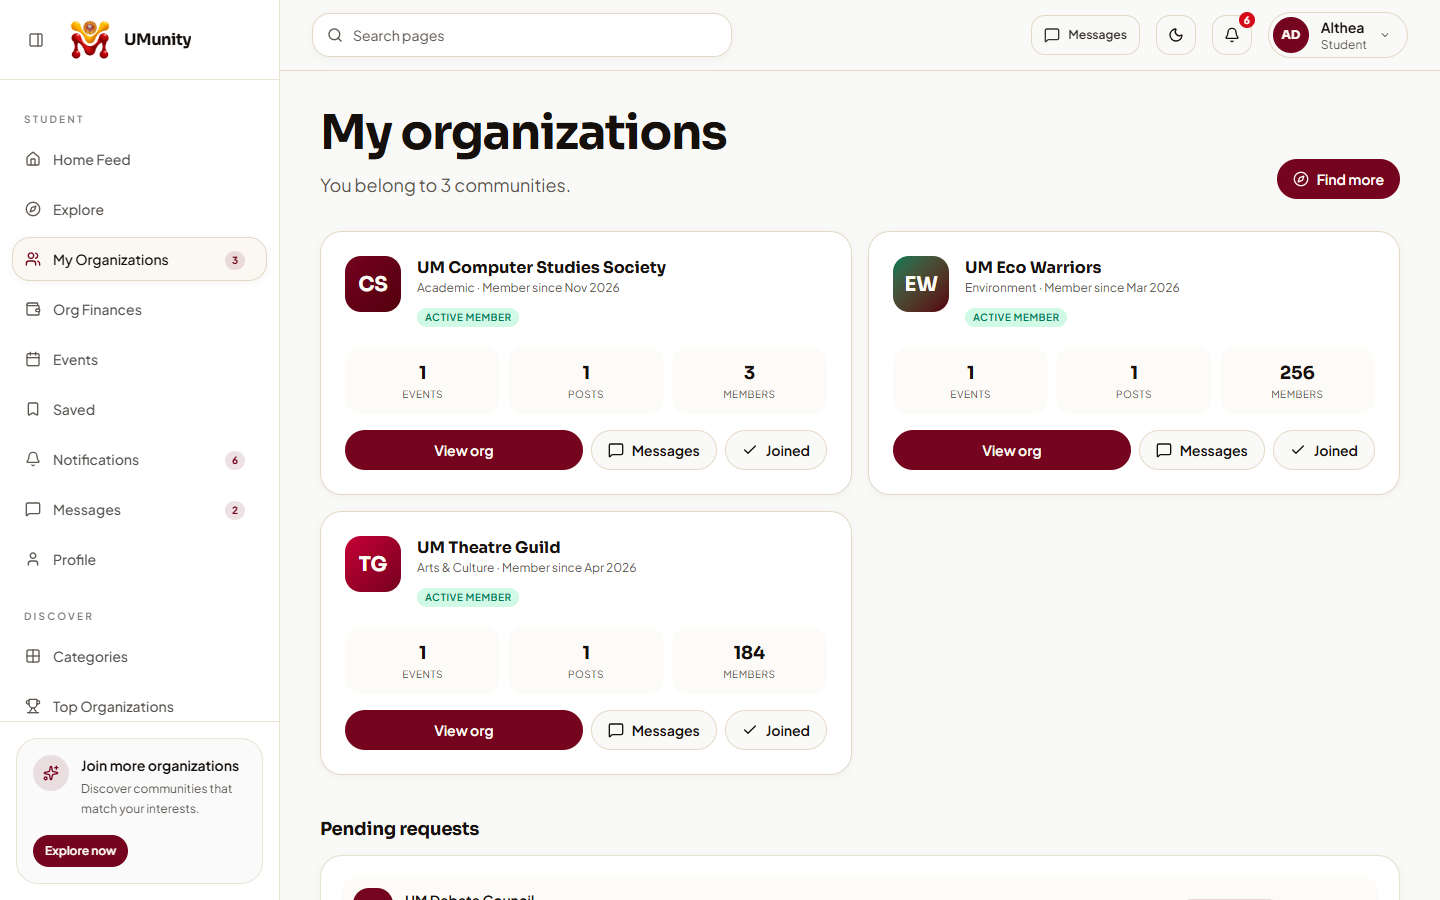 UMunity
Search pages
Messages
6
AD
Althea
Student
STUDENT
Home Feed
Explore
My Organizations
3
Org Finances
Events
Saved
Notifications
6
Messages
2
Profile
DISCOVER
Categories
Top Organizations
Join more organizations
Discover communities that
match your interests.
Explore now
My organizations
You belong to 3 communities.
Find more
CS
UM Computer Studies Society
Academic · Member since Nov 2026
ACTIVE MEMBER
1
EVENTS
1
POSTS
3
MEMBERS
View org
Messages
Joined
EW
UM Eco Warriors
Environment · Member since Mar 2026
ACTIVE MEMBER
1
EVENTS
1
POSTS
256
MEMBERS
View org
Messages
Joined
TG
UM Theatre Guild
Arts & Culture · Member since Apr 2026
ACTIVE MEMBER
1
EVENTS
1
POSTS
184
MEMBERS
View org
Messages
Joined
Pending requests
UM Debate Council